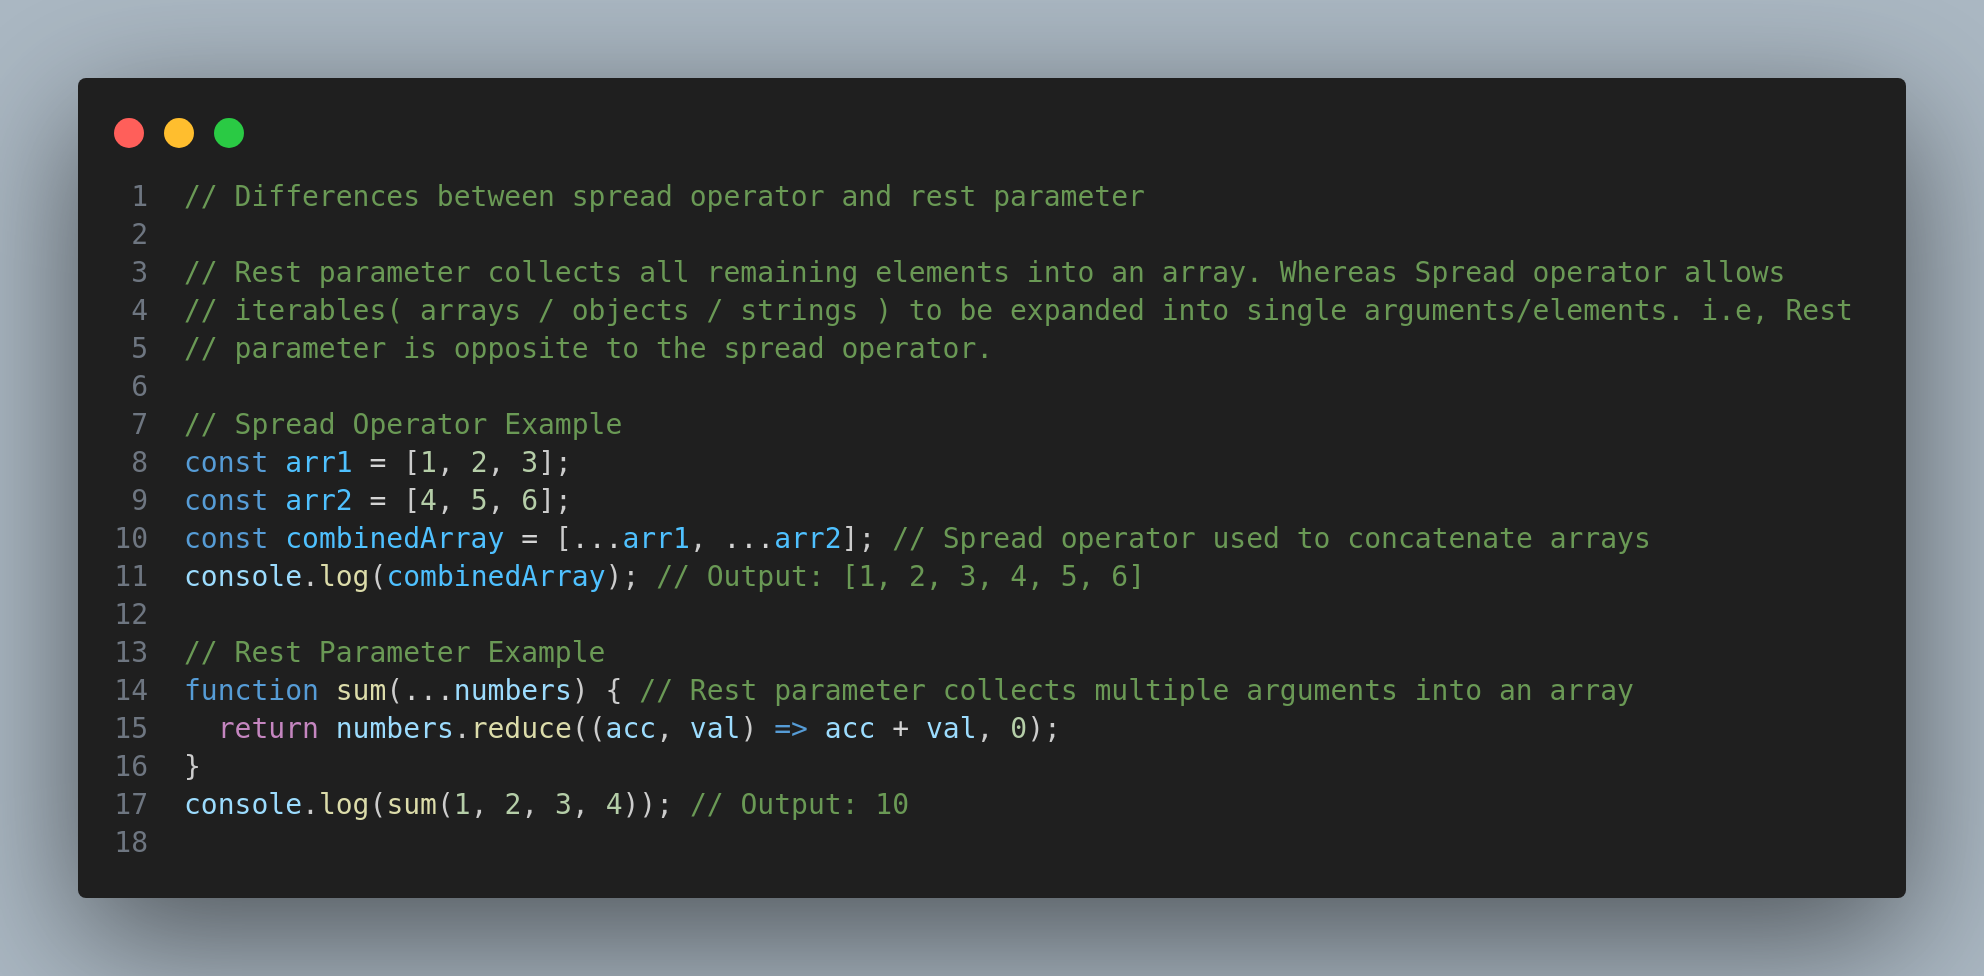 1 // Differences between spread operator and rest parameter
2
3 // Rest parameter collects all remaining elements into an array. Whereas Spread operator allows
4 // iterables( arrays / objects / strings ) to be expanded into single arguments/elements. i.e, Rest
5 // parameter is opposite to the spread operator.
6
7 // Spread Operator Example
8 const arr1 = [1, 2, 3];
9 const arr2 = [4, 5, 6];
10 const combinedArray = [...arr1, ...arr2]; // Spread operator used to concatenate arrays
11 console.log(combinedArray); // Output: [1, 2, 3, 4, 5, 6]
12
13 // Rest Parameter Example
14 function sum(...numbers) { // Rest parameter collects multiple arguments into an array
15   return numbers.reduce((acc, val) => acc + val, 0);
16 }
17 console.log(sum(1, 2, 3, 4)); // Output: 10
18